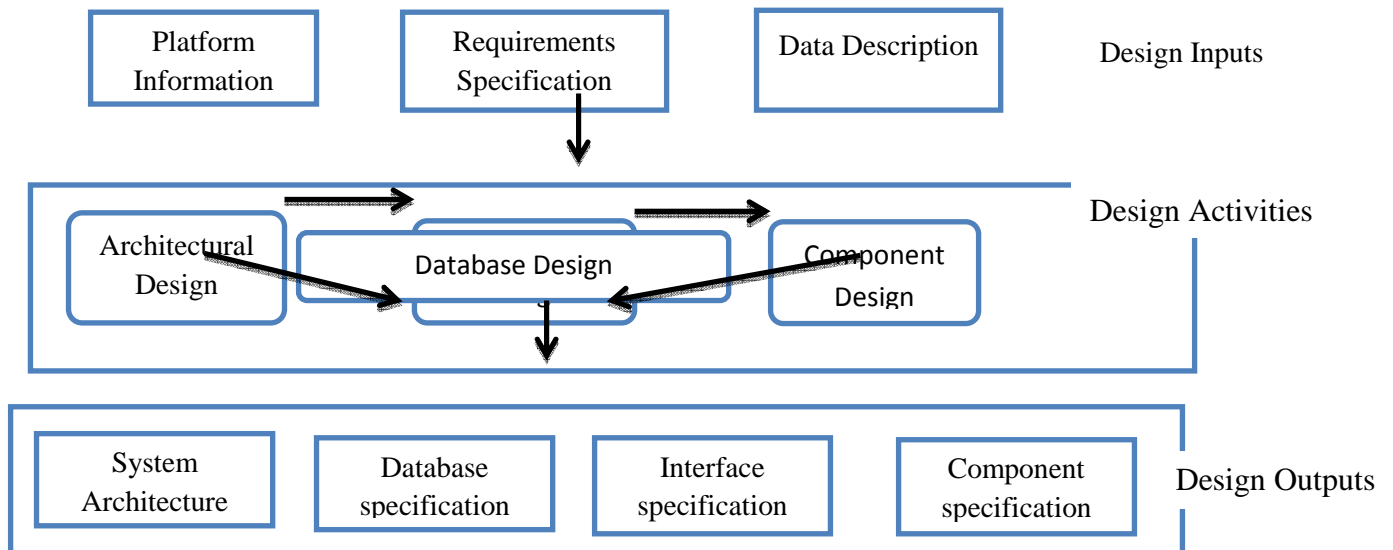 Platform
Information
Requirements
Specification
Data Description
Design Inputs
Design Activities
Architectural
Design
Database Design
Component
Design
System
Architecture
Database
specification
Interface
specification
Component
specification
Design Outputs